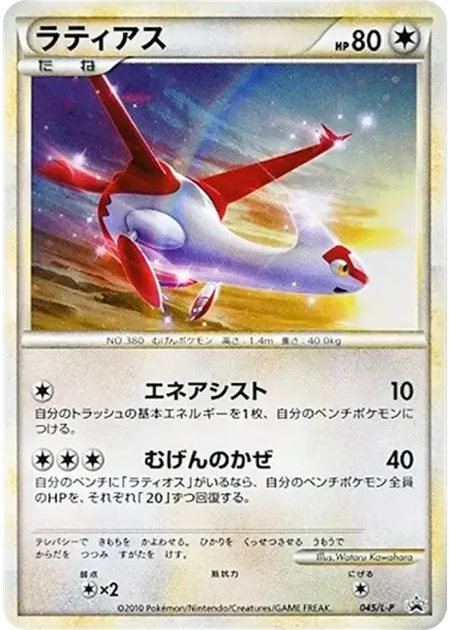 ラティアス HP80
たね
NO.380 むげんポケモン 高さ:1.4m 重さ:40.0kg
エネアシスト 10
自分のトラッシュの基本エネルギーを1枚、自分のベンチポケモンに
つける。
むげんのかぜ 40
自分のベンチに「ラティオス」がいるなら、自分のベンチポケモン全員
のHPを、それぞれ「20」ずつ回復する。
テレパシーで きもちを かよわせる。ひかりを くっせつさせる うもうで
からだを つつみ すがたを けす。
Illus. Wataru Kawahara
弱点 抵抗力 にげる
×2
©2010 Pokémon/Nintendo/Creatures/GAME FREAK. 045/L-P